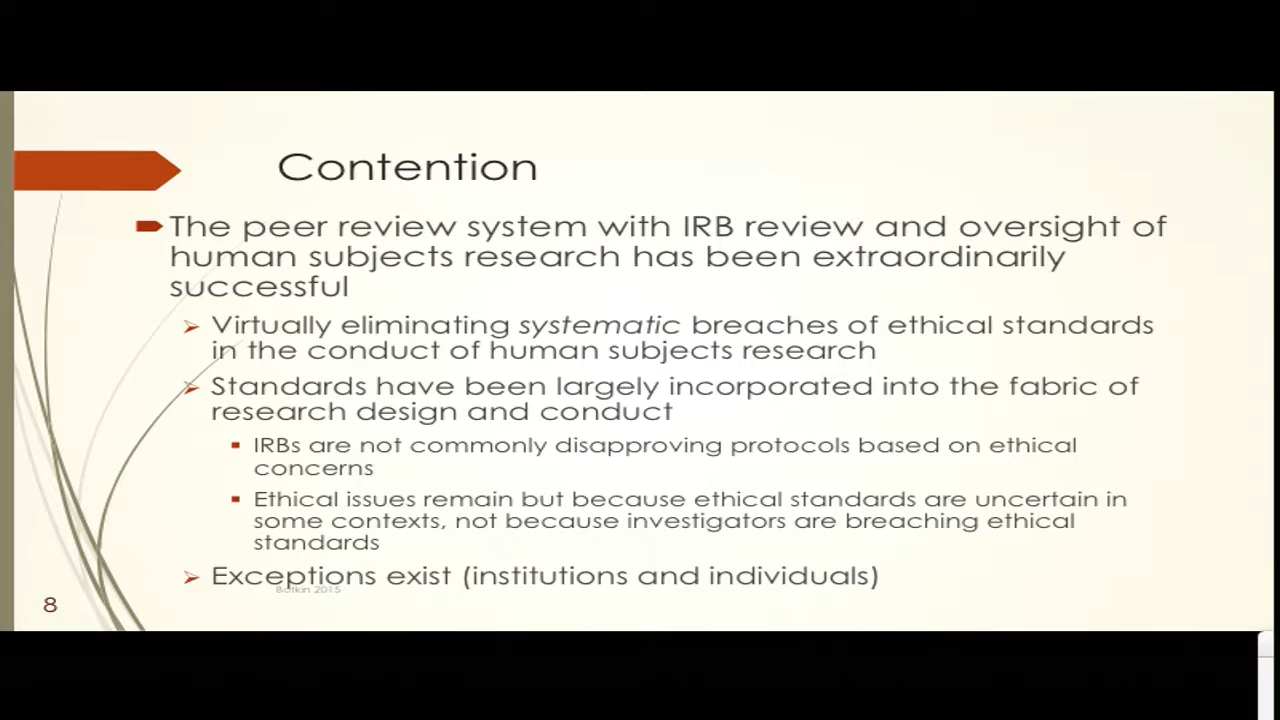 Contention
The peer review system with IRB review and oversight of
human subjects research has been extraordinarily
successful
Virtually eliminating systematic breaches of ethical standards
in the conduct of human subjects research
Standards have been largely incorporated into the fabric of
research design and conduct
IRBs are not commonly disapproving protocols based on ethical
concerns
Ethical issues remain but because ethical standards are uncertain in
some contexts, not because investigators are breaching ethical
standards
Exceptions exist (institutions and individuals)
Botkin 2015
8